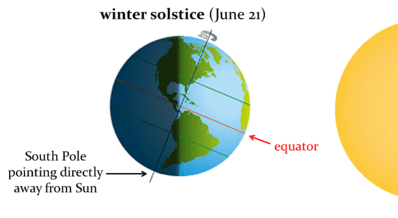 winter solstice (June 21)
equator
South Pole
pointing directly
away from Sun